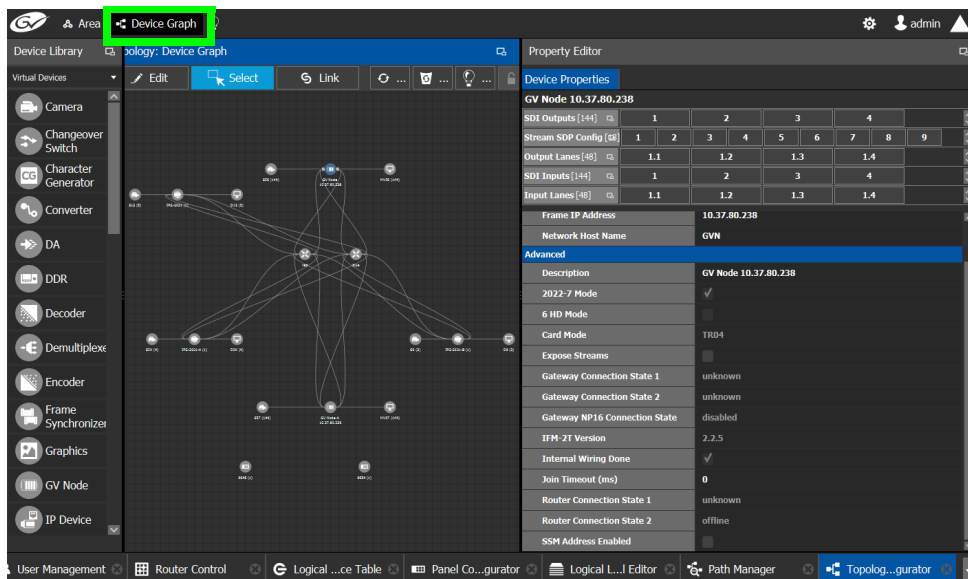 GV Area Device Graph admin
Device Library
pology: Device Graph
Property Editor
Virtual Devices
Edit Select Link ... ... ...
Camera
Changeover
Switch
Character
Generator
Converter
DA
DDR
Decoder
Demultiplexe
Encoder
Frame
Synchronizer
Graphics
GV Node
IP Device
Device Properties
GV Node 10.37.80.238
SDI Outputs [144] 1 2 3 4
Stream SDP Config [18] 1 2 3 4 5 6 7 8 9
Output Lanes [48] 1.1 1.2 1.3 1.4
SDI Inputs [144] 1 2 3 4
Input Lanes [48] 1.1 1.2 1.3 1.4
Frame IP Address 10.37.80.238
Network Host Name GVN
Advanced
Description GV Node 10.37.80.238
2022-7 Mode
6 HD Mode
Card Mode TR04
Expose Streams
Gateway Connection State 1 unknown
Gateway Connection State 2 unknown
Gateway NP16 Connection State disabled
IFM-2T Version 2.2.5
Internal Wiring Done
Join Timeout (ms) 0
Router Connection State 1 unknown
Router Connection State 2 offline
SSM Address Enabled
User Management Router Control Logical ...ce Table Panel Co...gurator Logical L...l Editor Path Manager Topolog...gurator